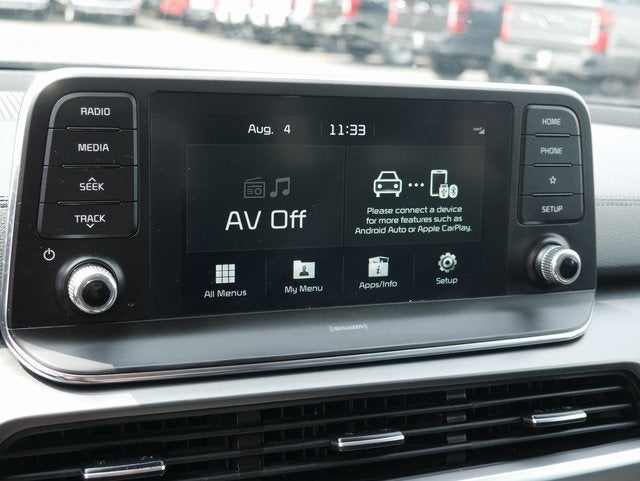 RADIO
MEDIA
SEEK
TRACK
Aug. 4 11:33
AV Off
Please connect a device
for more features such as
Android Auto or Apple CarPlay.
All Menus
My Menu
Apps/Info
Setup
HOME
PHONE
SETUP
((SiriusXM))